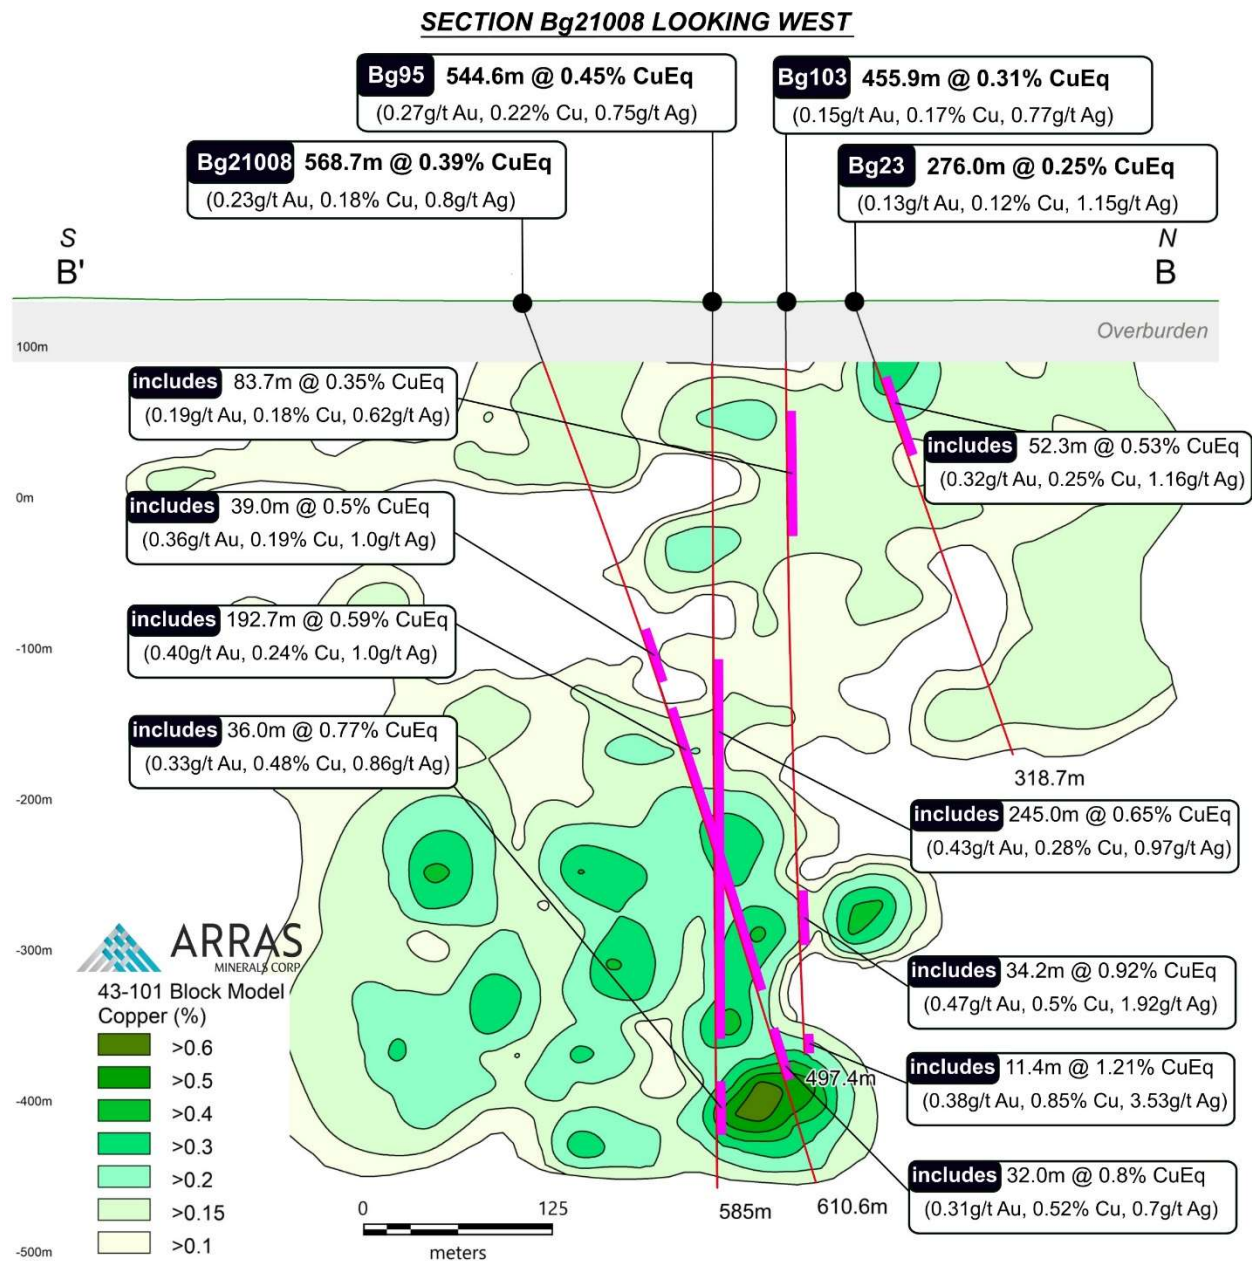 SECTION Bg21008 LOOKING WEST
Bg95 544.6m @ 0.45% CuEq
(0.27g/t Au, 0.22% Cu, 0.75g/t Ag)
Bg103 455.9m @ 0.31% CuEq
(0.15g/t Au, 0.17% Cu, 0.77g/t Ag)
Bg21008 568.7m @ 0.39% CuEq
(0.23g/t Au, 0.18% Cu, 0.8g/t Ag)
Bg23 276.0m @ 0.25% CuEq
(0.13g/t Au, 0.12% Cu, 1.15g/t Ag)
S
B'
N
B
Overburden
100m
includes 83.7m @ 0.35% CuEq
(0.19g/t Au, 0.18% Cu, 0.62g/t Ag)
includes 52.3m @ 0.53% CuEq
(0.32g/t Au, 0.25% Cu, 1.16g/t Ag)
0m
includes 39.0m @ 0.5% CuEq
(0.36g/t Au, 0.19% Cu, 1.0g/t Ag)
includes 192.7m @ 0.59% CuEq
(0.40g/t Au, 0.24% Cu, 1.0g/t Ag)
-100m
includes 36.0m @ 0.77% CuEq
(0.33g/t Au, 0.48% Cu, 0.86g/t Ag)
318.7m
-200m
includes 245.0m @ 0.65% CuEq
(0.43g/t Au, 0.28% Cu, 0.97g/t Ag)
-300m
ARRAS
MINERALS CORP
includes 34.2m @ 0.92% CuEq
(0.47g/t Au, 0.5% Cu, 1.92g/t Ag)
43-101 Block Model
Copper (%)
>0.6
>0.5
>0.4
>0.3
>0.2
>0.15
>0.1
497.4m
includes 11.4m @ 1.21% CuEq
(0.38g/t Au, 0.85% Cu, 3.53g/t Ag)
-400m
includes 32.0m @ 0.8% CuEq
(0.31g/t Au, 0.52% Cu, 0.7g/t Ag)
585m
610.6m
0 125
meters
-500m